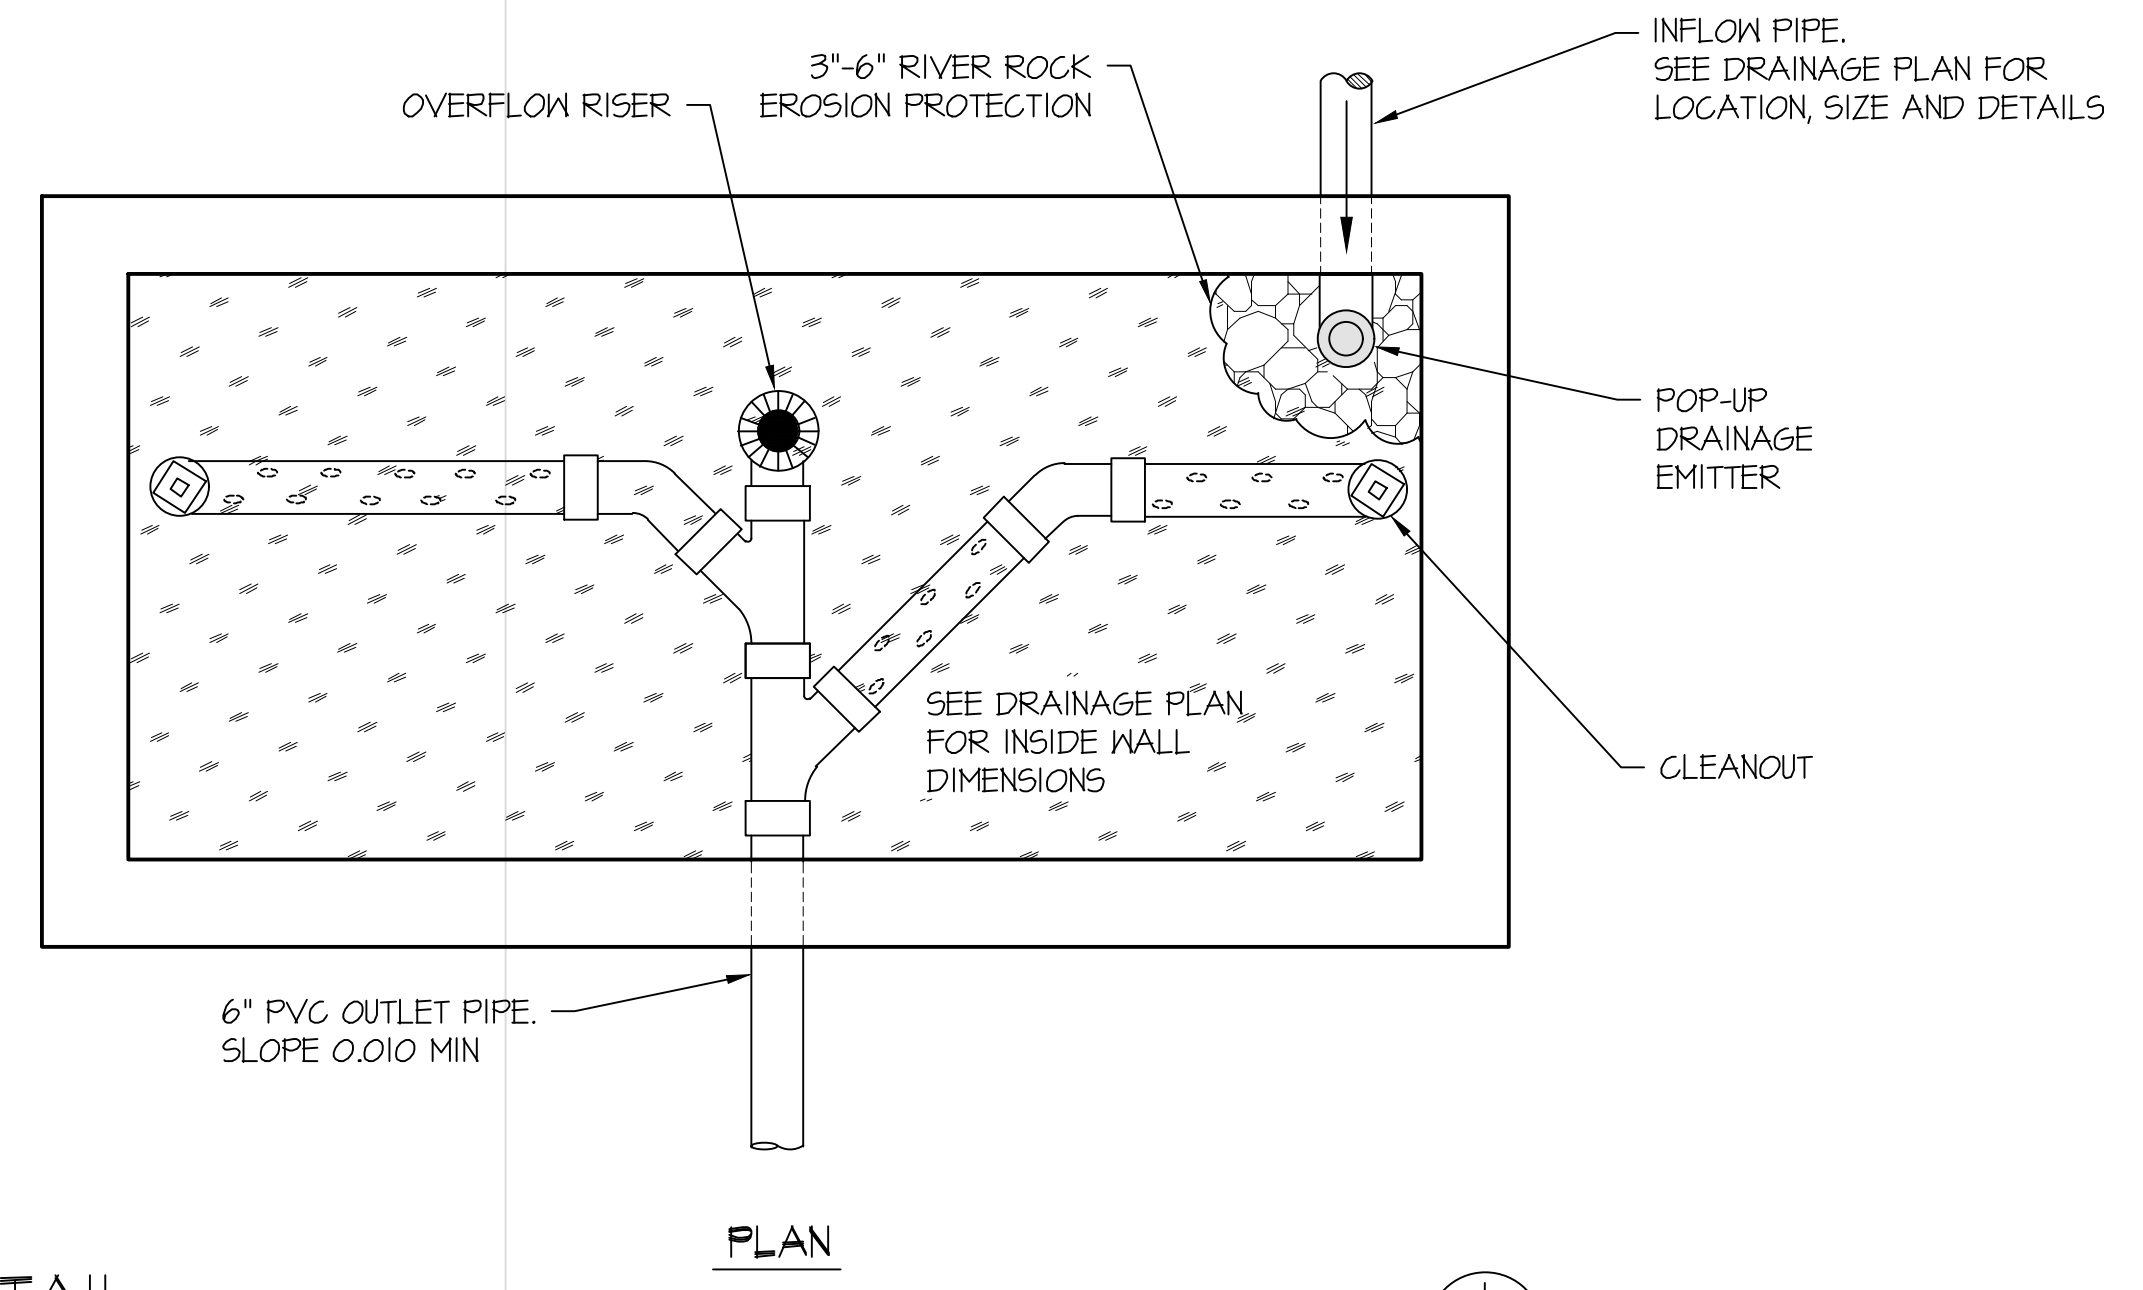 INFLOW PIPE.
SEE DRAINAGE PLAN FOR
LOCATION, SIZE AND DETAILS
3"-6" RIVER ROCK
EROSION PROTECTION
OVERFLOW RISER
POP-UP
DRAINAGE
EMITTER
SEE DRAINAGE PLAN
FOR INSIDE WALL
DIMENSIONS
CLEANOUT
6" PVC OUTLET PIPE.
SLOPE 0.010 MIN
PLAN